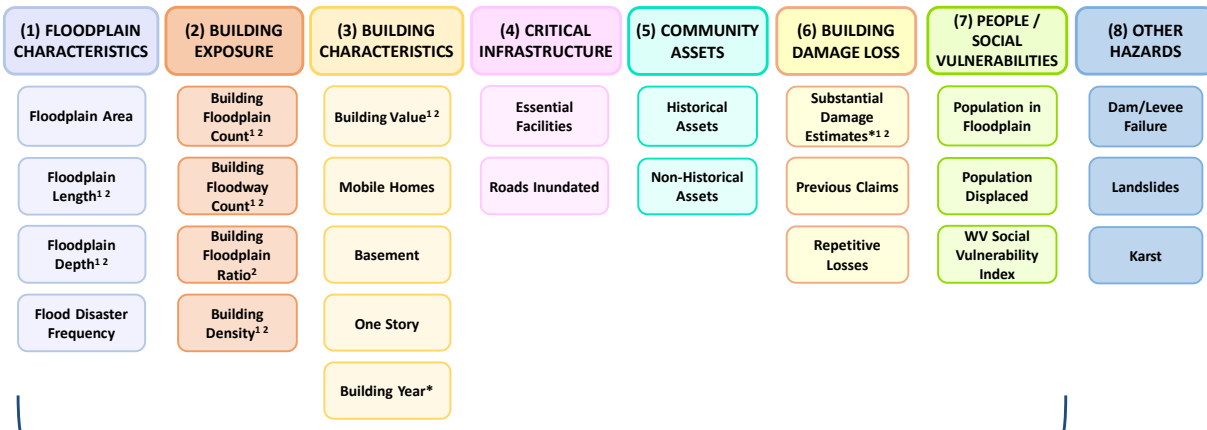 (1) FLOODPLAIN
CHARACTERISTICS
Floodplain Area
Floodplain
Length¹ ²
Floodplain
Depth¹ ²
Flood Disaster
Frequency
(2) BUILDING
EXPOSURE
Building
Floodplain
Count¹ ²
Building
Floodway
Count¹ ²
Building
Floodplain
Ratio²
Building
Density¹ ²
(3) BUILDING
CHARACTERISTICS
Building Value¹ ²
Mobile Homes
Basement
One Story
Building Year*
(4) CRITICAL
INFRASTRUCTURE
Essential
Facilities
Roads Inundated
(5) COMMUNITY
ASSETS
Historical
Assets
Non-Historical
Assets
(6) BUILDING
DAMAGE LOSS
Substantial
Damage
Estimates*¹ ²
Previous Claims
Repetitive
Losses
(7) PEOPLE /
SOCIAL
VULNERABILITIES
Population in
Floodplain
Population
Displaced
WV Social
Vulnerability
Index
(8) OTHER
HAZARDS
Dam/Levee
Failure
Landslides
Karst